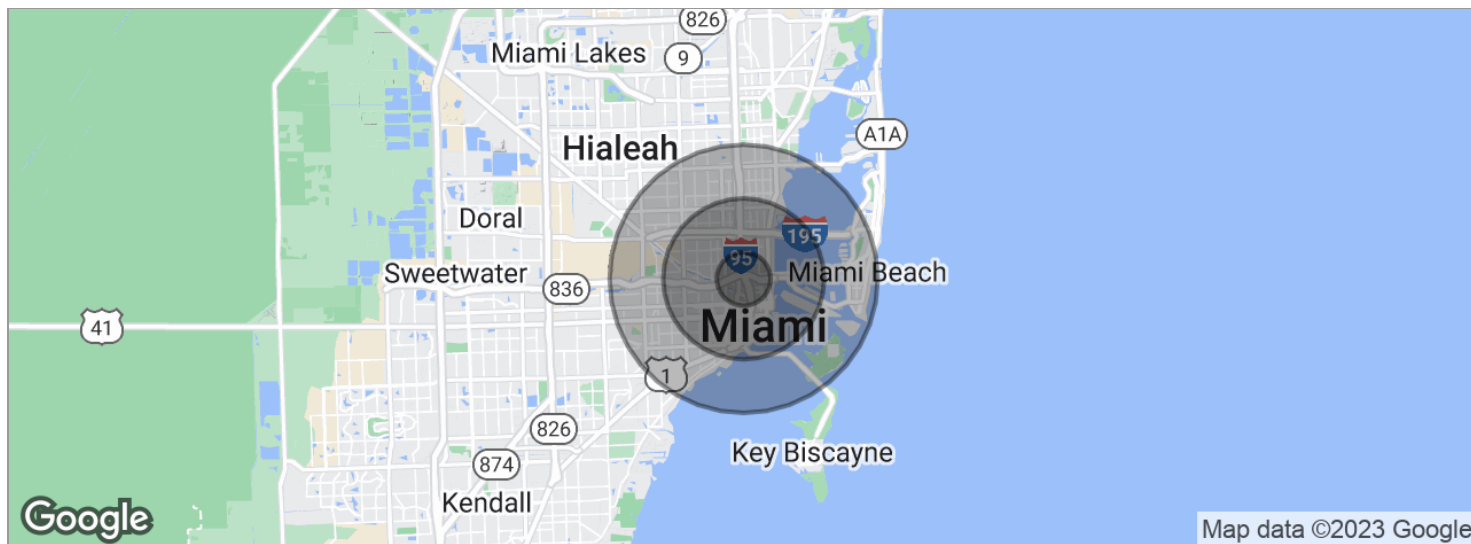 826
Miami Lakes
9
A1A
Hialeah
Doral
195
95
Sweetwater
Miami Beach
836
41
Miami
1
826
Key Biscayne
874
Kendall
Google
Map data ©2023 Google